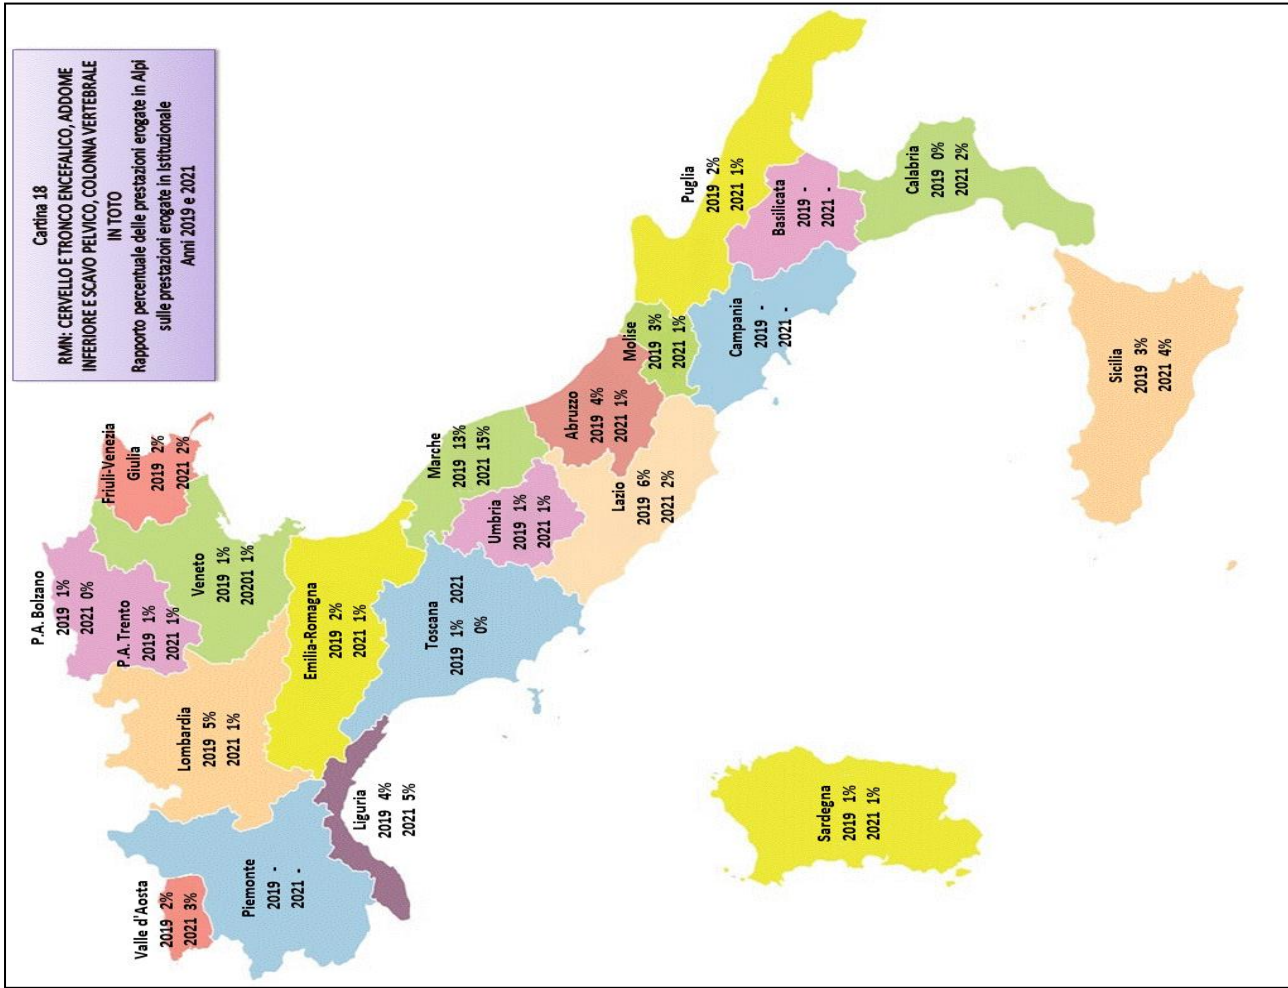 Cartina 18
RMN: CERVELLO E TRONCO ENCEFALICO, ADDOME
INFERIORE E SCAVO PELVICO, COLONNA VERTEBRALE
IN TOTO
Rapporto percentuale delle prestazioni erogate in Alpi
sulle prestazioni erogate in Istituzionale
Anni 2019 e 2021
P.A. Bolzano
2019 1%
2021 0%
P.A. Trento
2019 1%
2021 1%
Friuli-Venezia
Giulia
2019 2%
2021 2%
Valle d'Aosta
2019 2%
2021 3%
Lombardia
2019 5%
2021 1%
Veneto
2019 1%
20201 1%
Piemonte
2019 -
2021 -
Emilia-Romagna
2019 2%
2021 1%
Liguria
2019 4%
2021 5%
Toscana
2019 1% 2021
0%
Marche
2019 13%
2021 15%
Umbria
2019 1%
2021 1%
Abruzzo
2019 4%
2021 1%
Lazio
2019 6%
2021 2%
Molise
2019 3%
2021 1%
Puglia
2019 2%
2021 1%
Campania
2019 -
2021 -
Basilicata
2019 -
2021 -
Calabria
2019 0%
2021 2%
Sardegna
2019 1%
2021 1%
Sicilia
2019 3%
2021 4%